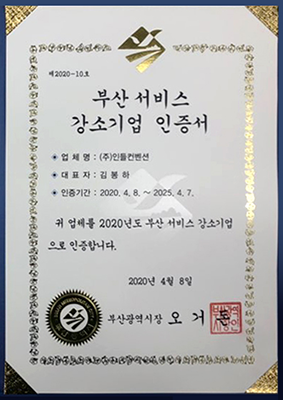 제2020-10호
부산 서비스
강소기업 인증서
◆ 업 체 명 : (주)인들컨벤션
◆ 대 표 자 : 김 봉 하
◆ 인증기간 : 2020. 4. 8. ~ 2025. 4. 7.
귀 업체를 2020년도 부산 서비스 강소기업
으로 인증합니다.
2020년 4월 8일
부산광역시장 오 거 돈